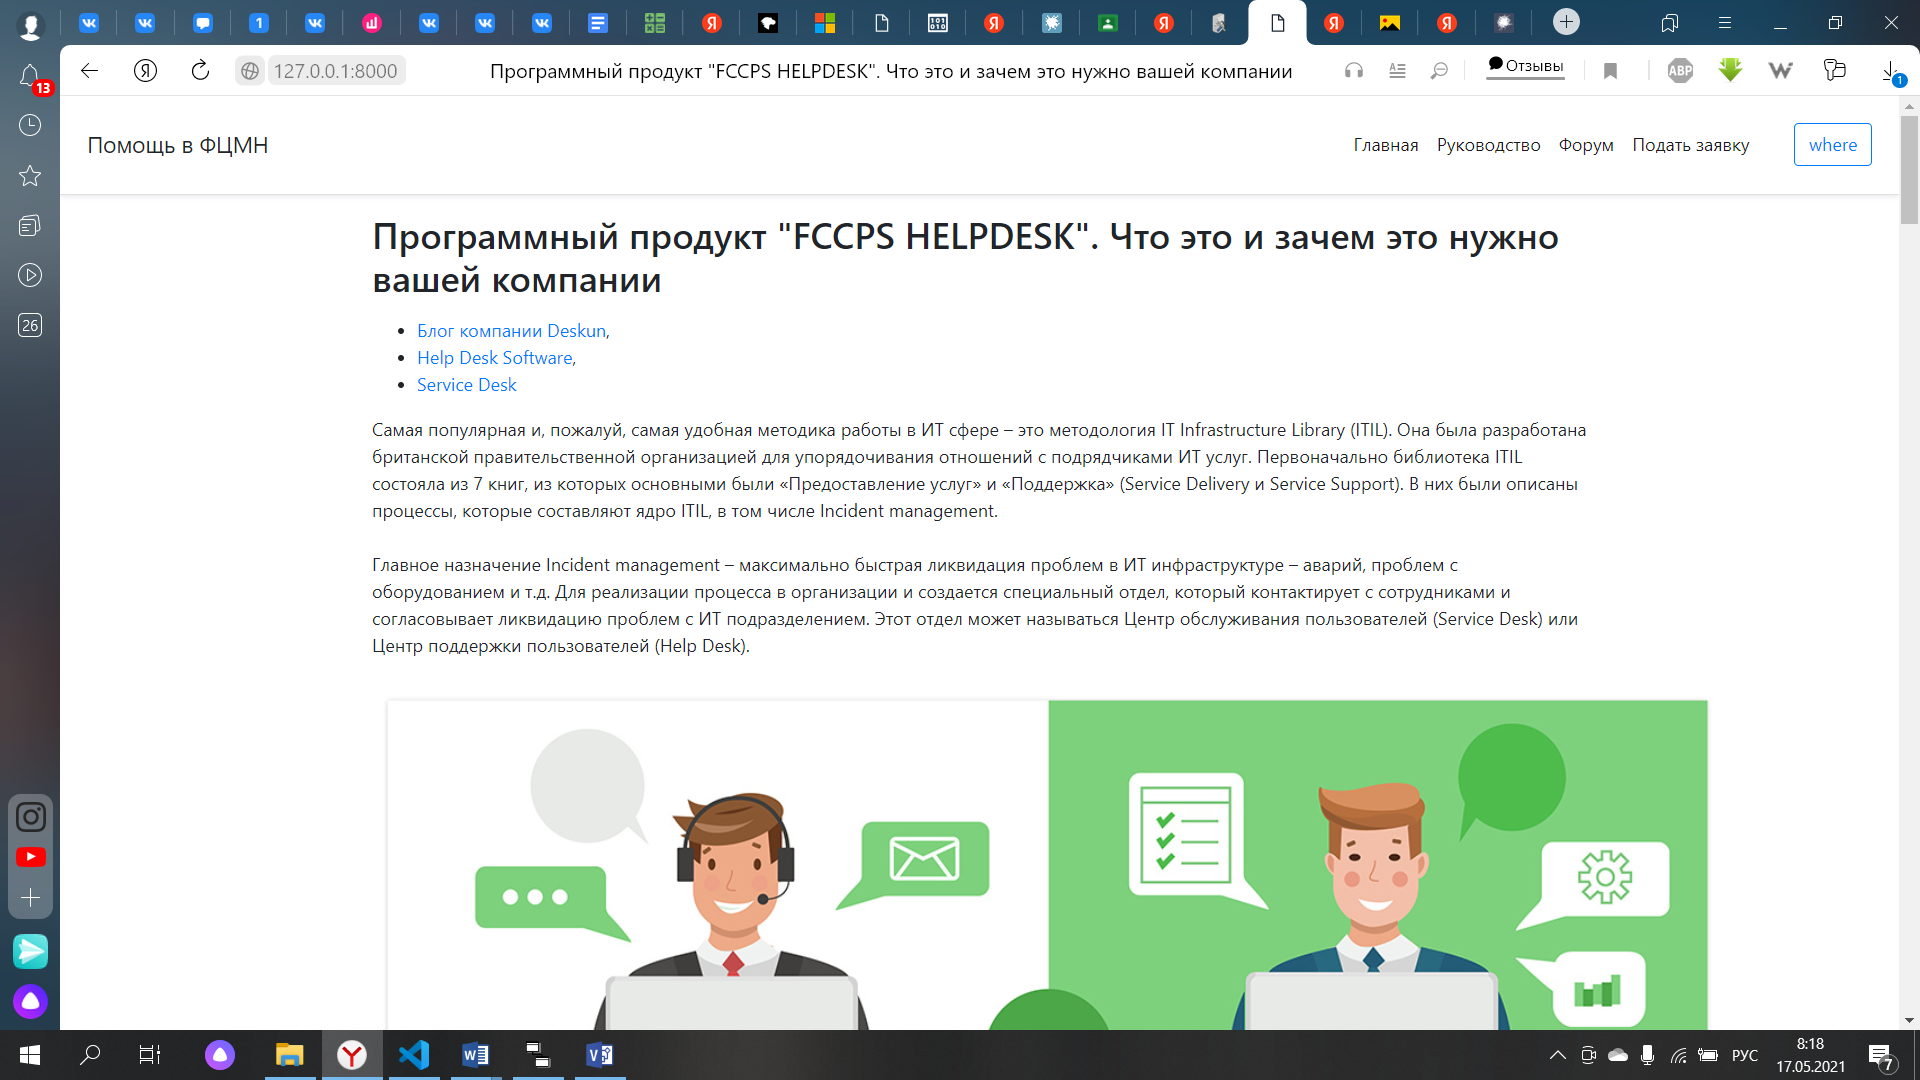 1
13
127.0.0.1:8000
Программный продукт "FCCPS HELPDESK". Что это и зачем это нужно вашей компании
Отзывы
ABP
1
26
Помощь в ФЦМН
Главная
Руководство
Форум
Подать заявку
where
Программный продукт "FCCPS HELPDESK". Что это и зачем это нужно
вашей компании
Блог компании Deskun,
Help Desk Software,
Service Desk
Самая популярная и, пожалуй, самая удобная методика работы в ИТ сфере – это методология IT Infrastructure Library (ITIL). Она была разработана
британской правительственной организацией для упорядочивания отношений с подрядчиками ИТ услуг. Первоначально библиотека ITIL
состояла из 7 книг, из которых основными были «Предоставление услуг» и «Поддержка» (Service Delivery и Service Support). В них были описаны
процессы, которые составляют ядро ITIL, в том числе Incident management.
Главное назначение Incident management – максимально быстрая ликвидация проблем в ИТ инфраструктуре – аварий, проблем с
оборудованием и т.д. Для реализации процесса в организации и создается специальный отдел, который контактирует с сотрудниками и
согласовывает ликвидацию проблем с ИТ подразделением. Этот отдел может называться Центр обслуживания пользователей (Service Desk) или
Центр поддержки пользователей (Help Desk).
РУС
8:18
17.05.2021
7